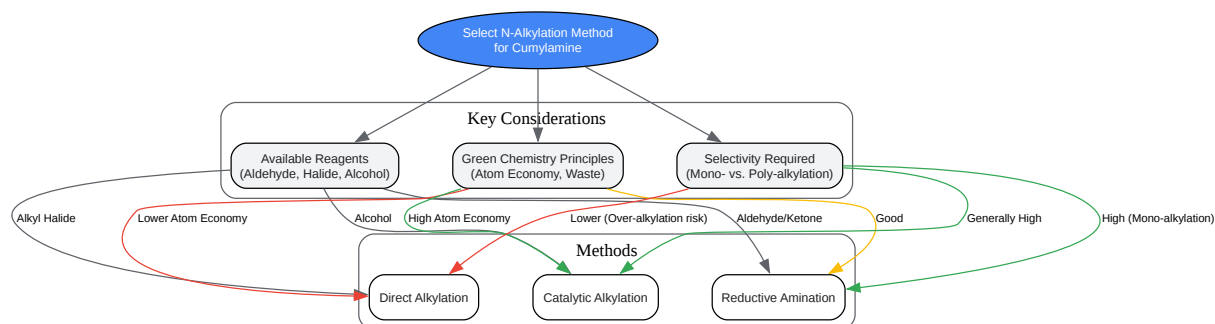 Select N-Alkylation Method
for Cumylamine
Key Considerations
Available Reagents
(Aldehyde, Halide, Alcohol)
Green Chemistry Principles
(Atom Economy, Waste)
Selectivity Required
(Mono- vs. Poly-alkylation)
Alkyl Halide
Lower Atom Economy
Alcohol
High Atom Economy
Lower (Over-alkylation risk)
Aldehyde/Ketone
Good
Generally High
High (Mono-alkylation)
Methods
Direct Alkylation
Catalytic Alkylation
Reductive Amination